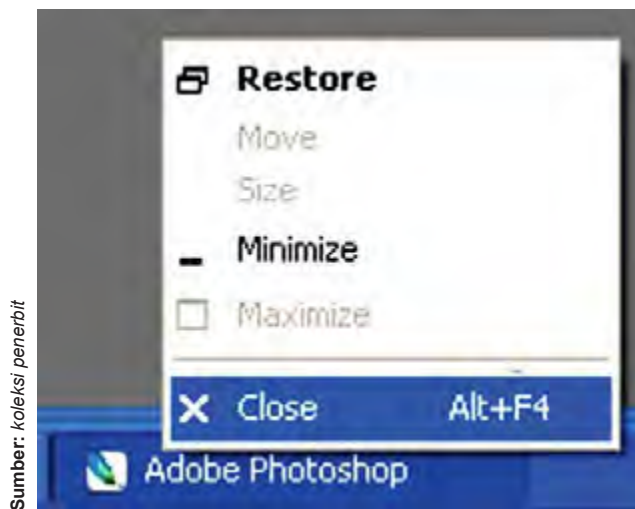 Restore
Move
Size
Minimize
Maximize
Close Alt+F4
Adobe Photoshop
Sumber: koleksi penerbit